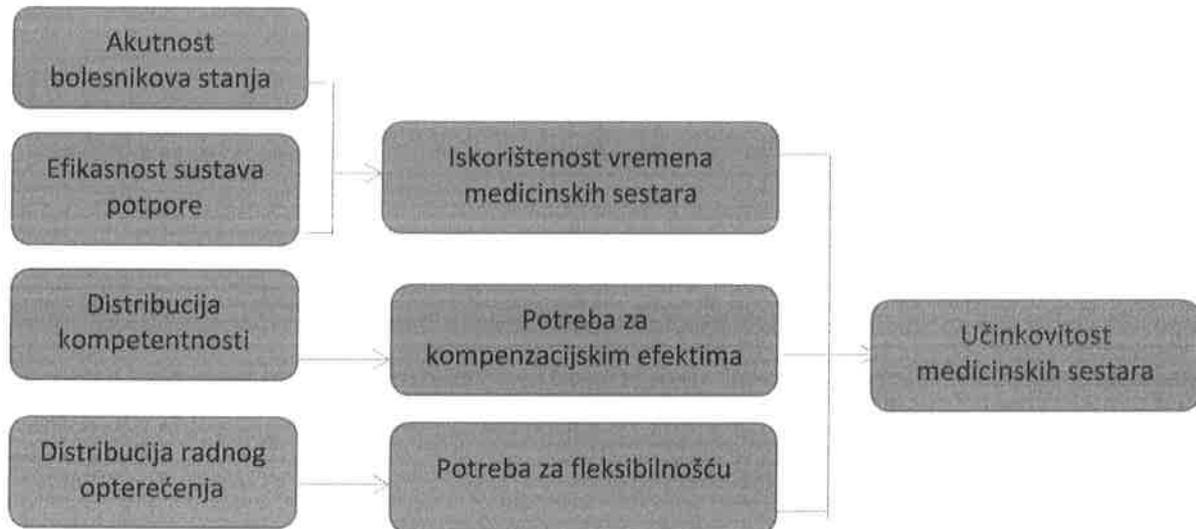 Akutnost
bolesnikova stanja
Efikasnost sustava
potpore
Iskorištenost vremena
medicinskih sestara
Distribucija
kompetentnosti
Potreba za
kompenzacijskim efektima
Učinkovitost
medicinskih sestara
Distribucija radnog
opterećenja
Potreba za fleksibilnošću